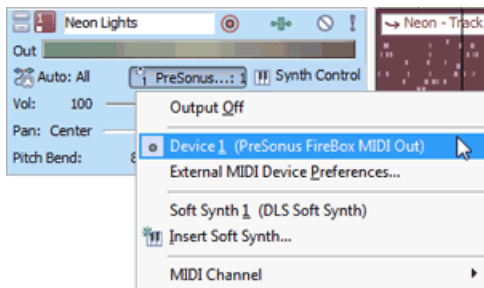 Neon Lights
Neon - Track
Out
Auto: All
1 PreSonus...: 1
Synth Control
Vol: 100
Pan: Center
Pitch Bend:
Output Off
Device 1 (PreSonus FireBox MIDI Out)
External MIDI Device Preferences...
Soft Synth 1 (DLS Soft Synth)
Insert Soft Synth...
MIDI Channel